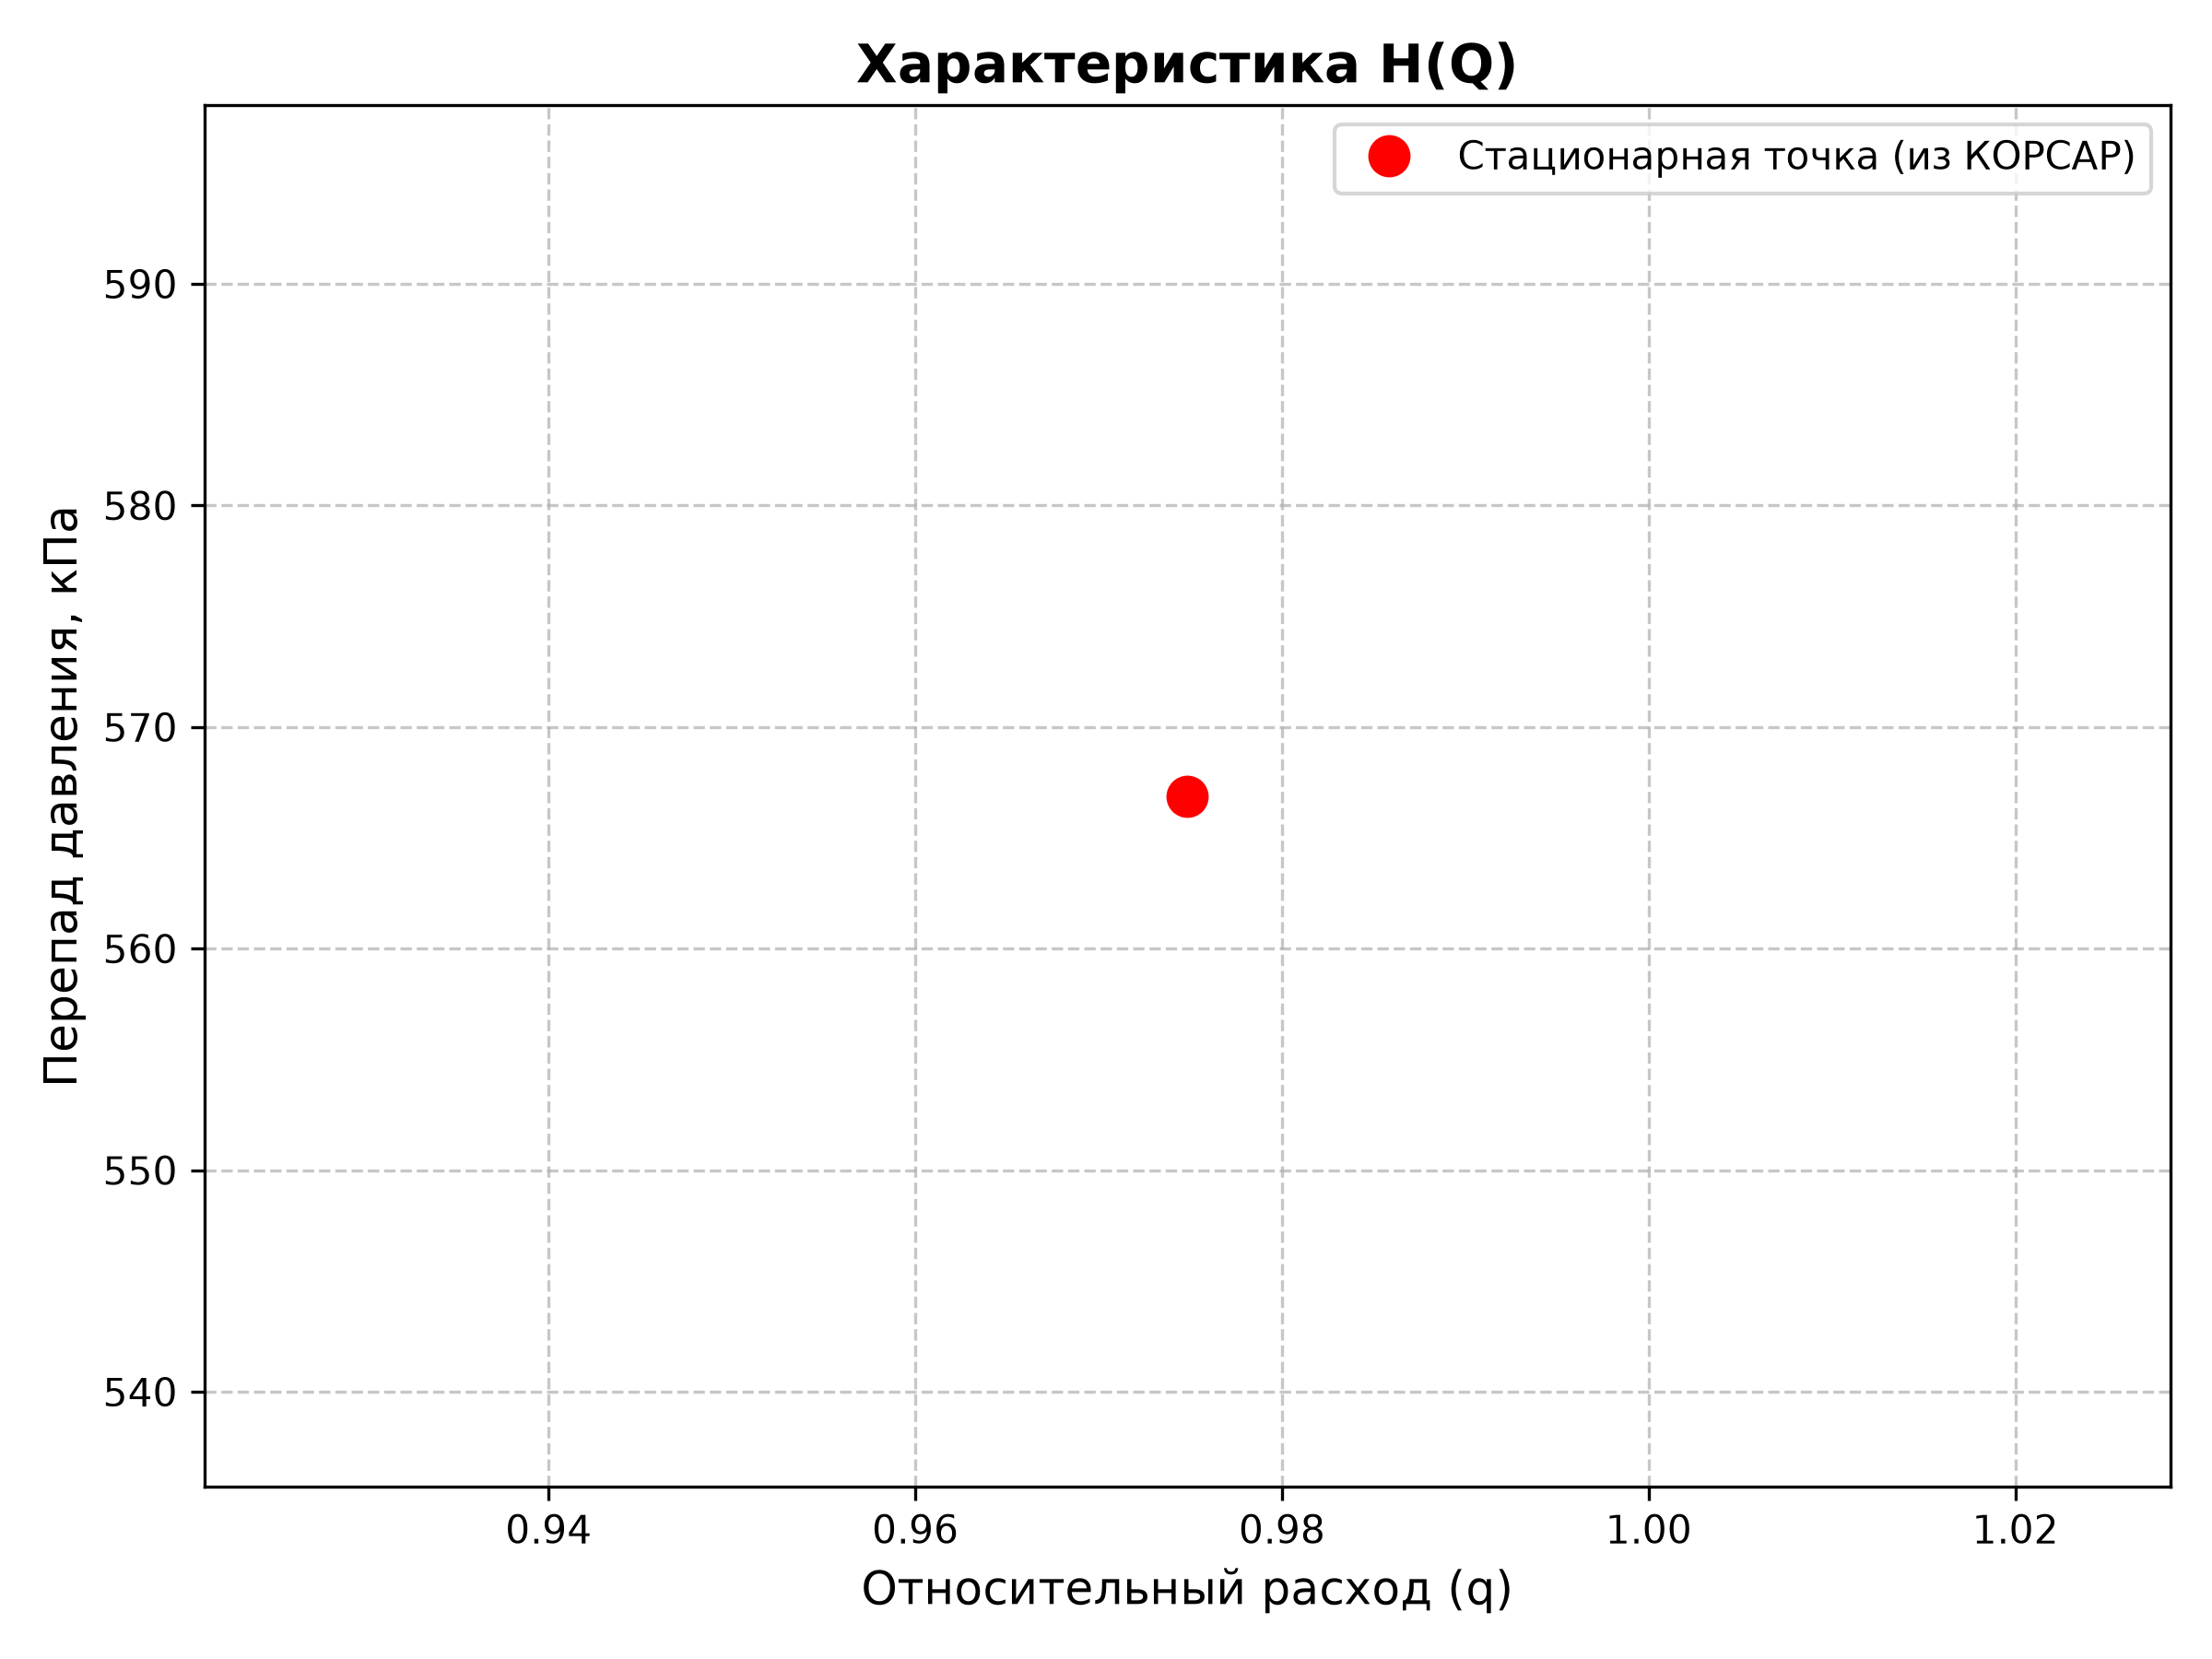 Характеристика H(Q)
Стационарная точка (из КОРСАР)
Перепад давления, кПа
590
580
570
560
550
540
0.94
0.96
0.98
1.00
1.02
Относительный расход (q)